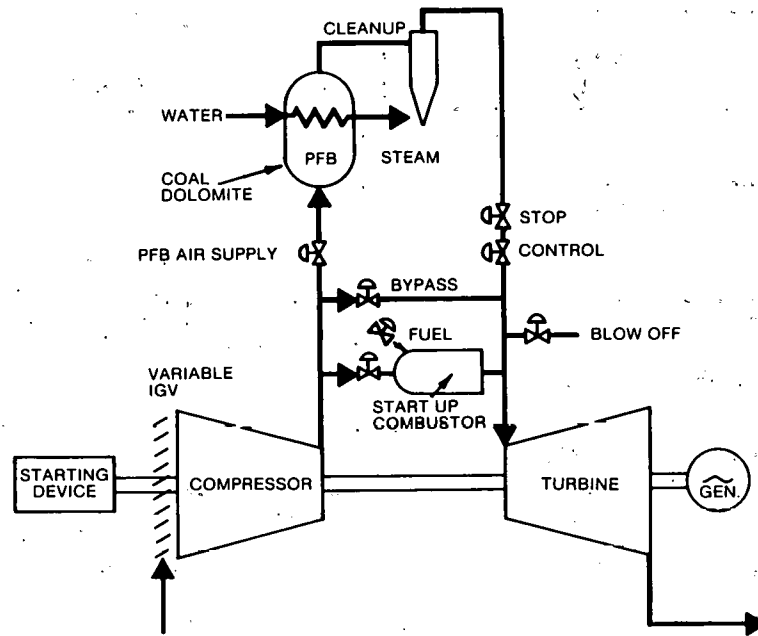 CLEANUP
WATER
PFB
STEAM
COAL
DOLOMITE
STOP
PFB AIR SUPPLY
CONTROL
BYPASS
FUEL
BLOW OFF
VARIABLE
IGV
START UP
COMBUSTOR
STARTING
DEVICE
COMPRESSOR
TURBINE
GEN.